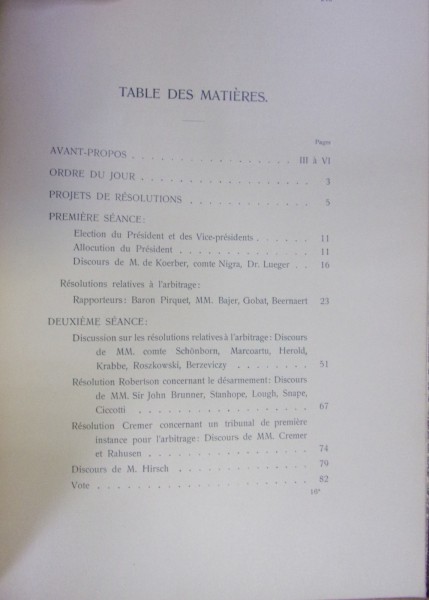 TABLE DES MATIÈRES.
Pages
AVANT-PROPOS . . . . . . . . . . . . . . . . III à VI
ORDRE DU JOUR . . . . . . . . . . . . . . . 3
PROJETS DE RÉSOLUTIONS . . . . . . . . . . . 5
PREMIÈRE SÉANCE:
Election du Président et des Vice-présidents . . . . . . 11
Allocution du Président . . . . . . . . . . . . 11
Discours de M. de Koerber, comte Nigra, Dr. Lueger . . 16
Résolutions relatives à l'arbitrage:
Rapporteurs: Baron Pirquet, MM. Bajer, Gobat, Beernaert 23
DEUXIÈME SÉANCE:
Discussion sur les résolutions relatives à l'arbitrage: Discours
de MM. comte Schönborn, Marcoartu, Herold,
Krabbe, Roszkowski, Berzeviczy . . . . . . . . 51
Résolution Robertson concernant le désarmement: Discours
de MM. Sir John Brunner, Stanhope, Lough, Snape,
Ciccotti . . . . . . . . . . . . . . . 67
Résolution Cremer concernant un tribunal de première
instance pour l'arbitrage: Discours de MM. Cremer
et Rahusen . . . . . . . . . . . . . . 74
Discours de M. Hirsch . . . . . . . . . . . . 79
Vote . . . . . . . . . . . . . . . . . . 82
10*